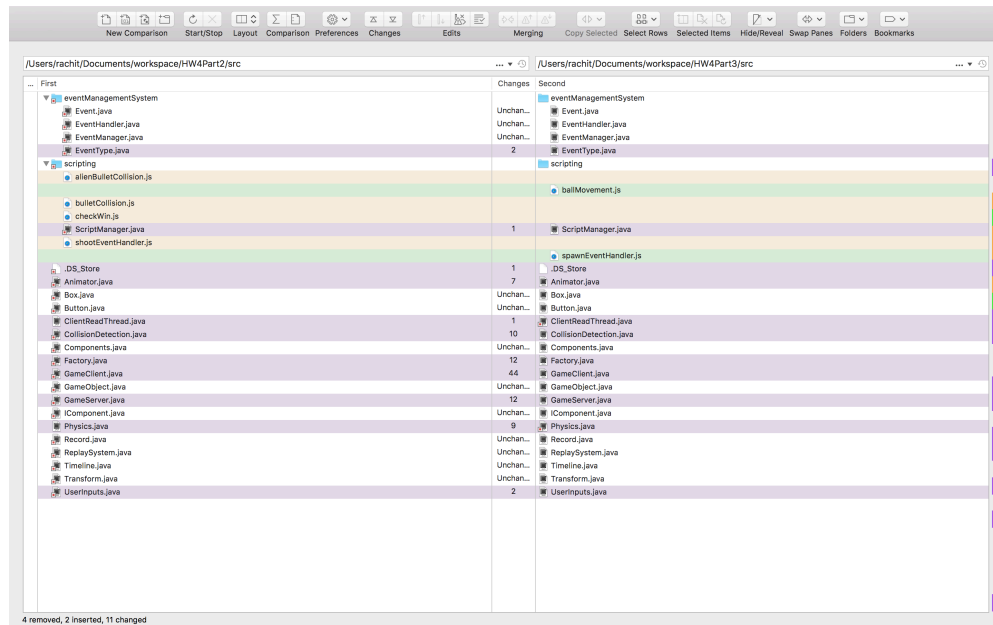 New Comparison Start/Stop Layout Comparison Preferences Changes Edits Merging Copy Selected Select Rows Selected Items Hide/Reveal Swap Panes Folders Bookmarks
/Users/rachit/Documents/workspace/HW4Part2/src ... /Users/rachit/Documents/workspace/HW4Part3/src ...
... First Changes Second
eventManagementSystem eventManagementSystem
Event.java Unchan... Event.java
EventHandler.java Unchan... EventHandler.java
EventManager.java Unchan... EventManager.java
EventType.java 2 EventType.java
scripting scripting
alienBulletCollision.js
ballMovement.js
bulletCollision.js
checkWin.js
ScriptManager.java 1 ScriptManager.java
shootEventHandler.js
spawnEventHandler.js
.DS_Store 1 .DS_Store
Animator.java 7 Animator.java
Box.java Unchan... Box.java
Button.java Unchan... Button.java
ClientReadThread.java 1 ClientReadThread.java
CollisionDetection.java 10 CollisionDetection.java
Components.java Unchan... Components.java
Factory.java 12 Factory.java
GameClient.java 44 GameClient.java
GameObject.java Unchan... GameObject.java
GameServer.java 12 GameServer.java
IComponent.java Unchan... IComponent.java
Physics.java 9 Physics.java
Record.java Unchan... Record.java
ReplaySystem.java Unchan... ReplaySystem.java
Timeline.java Unchan... Timeline.java
Transform.java Unchan... Transform.java
UserInputs.java 2 UserInputs.java
4 removed, 2 inserted, 11 changed